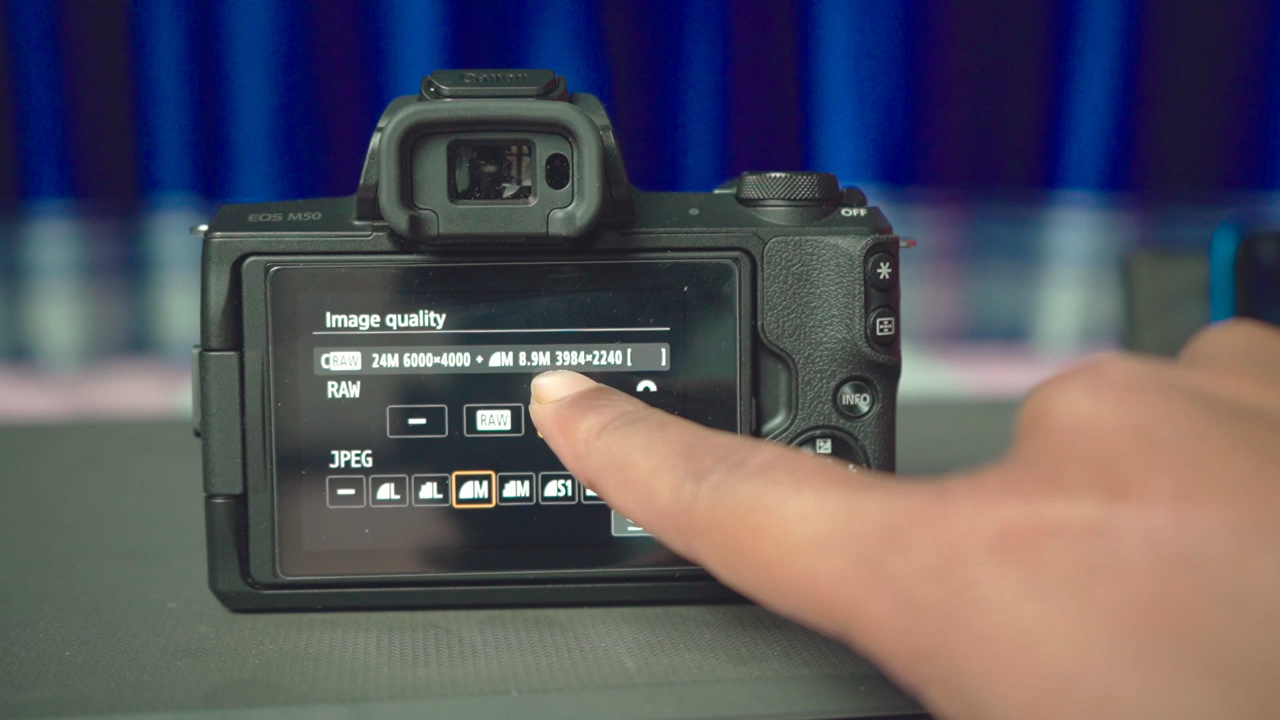 Canon
EOS M50
OFF
Image quality
CRAW 24M 6000×4000 + M 8.9M 3984×2240 [ ]
RAW
— RAW
INFO
JPEG
— L L M M S1